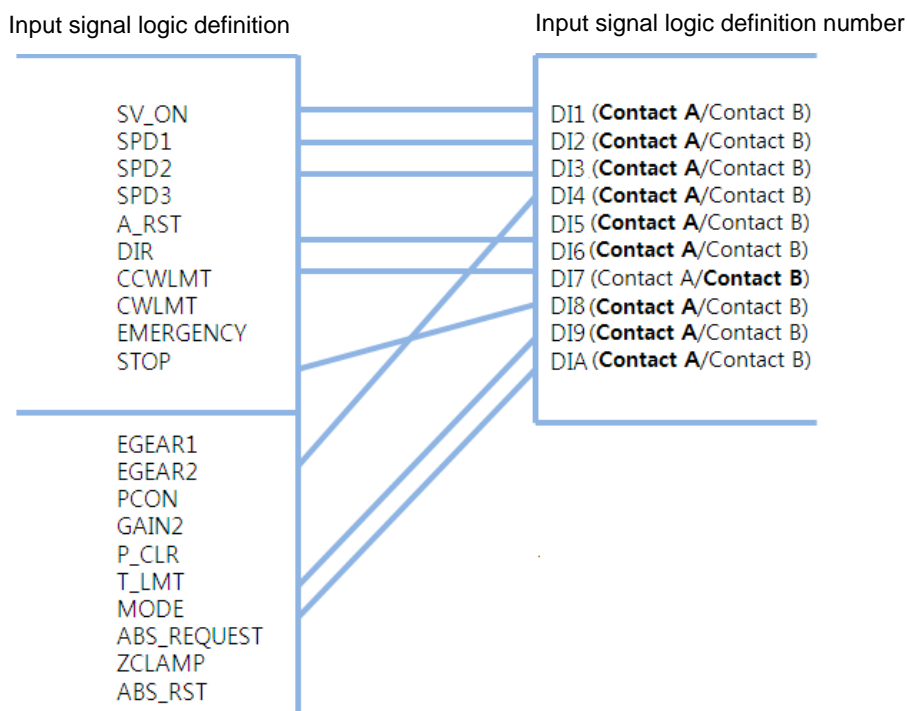 Input signal logic definition
Input signal logic definition number
SV_ON
SPD1
SPD2
SPD3
A_RST
DIR
CCWLMT
CWLMT
EMERGENCY
STOP
EGEAR1
EGEAR2
PCON
GAIN2
P_CLR
T_LMT
MODE
ABS_REQUEST
ZCLAMP
ABS_RST
DI1 (Contact A/Contact B)
DI2 (Contact A/Contact B)
DI3 (Contact A/Contact B)
DI4 (Contact A/Contact B)
DI5 (Contact A/Contact B)
DI6 (Contact A/Contact B)
DI7 (Contact A/Contact B)
DI8 (Contact A/Contact B)
DI9 (Contact A/Contact B)
DIA (Contact A/Contact B)